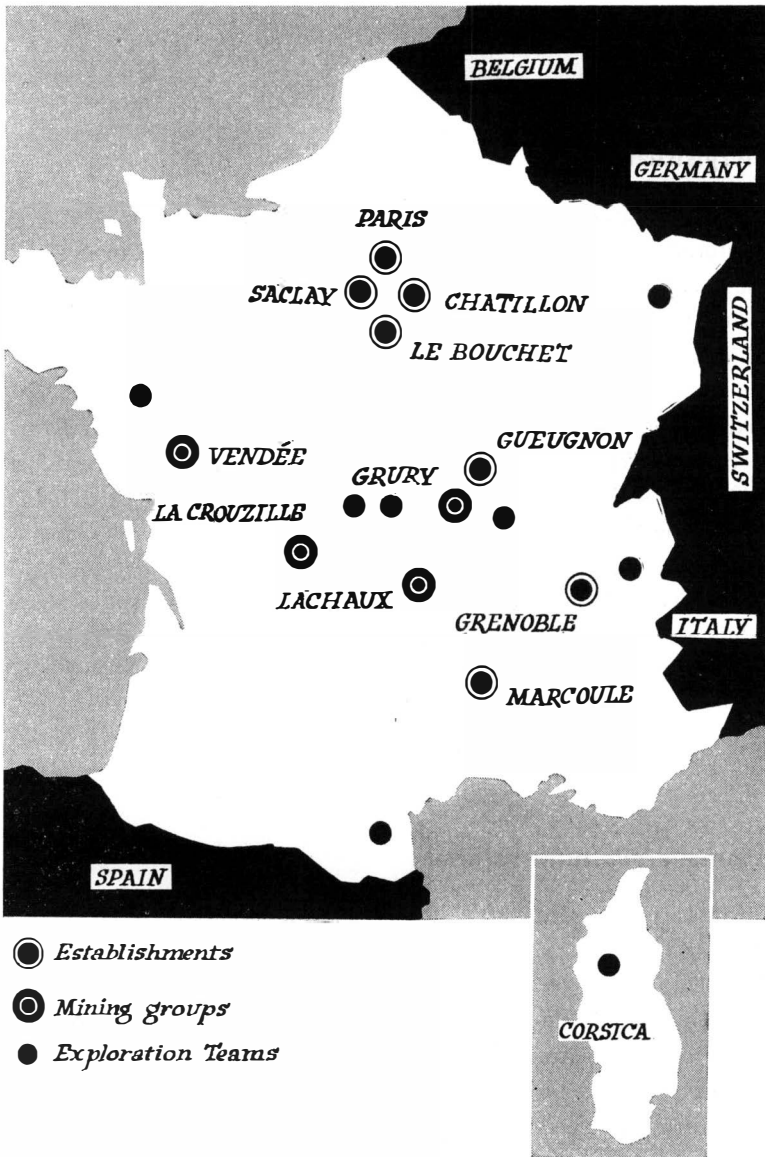 BELGIUM
GERMANY
PARIS
SACLAY
CHATILLON
LE BOUCHET
SWITZERLAND
GUEUGNON
VENDÉE
GRURY
LA CROUZILLE
LACHAUX
GRENOBLE
ITALY
MARCOULE
SPAIN
Establishments
Mining groups
CORSICA
Exploration Teams